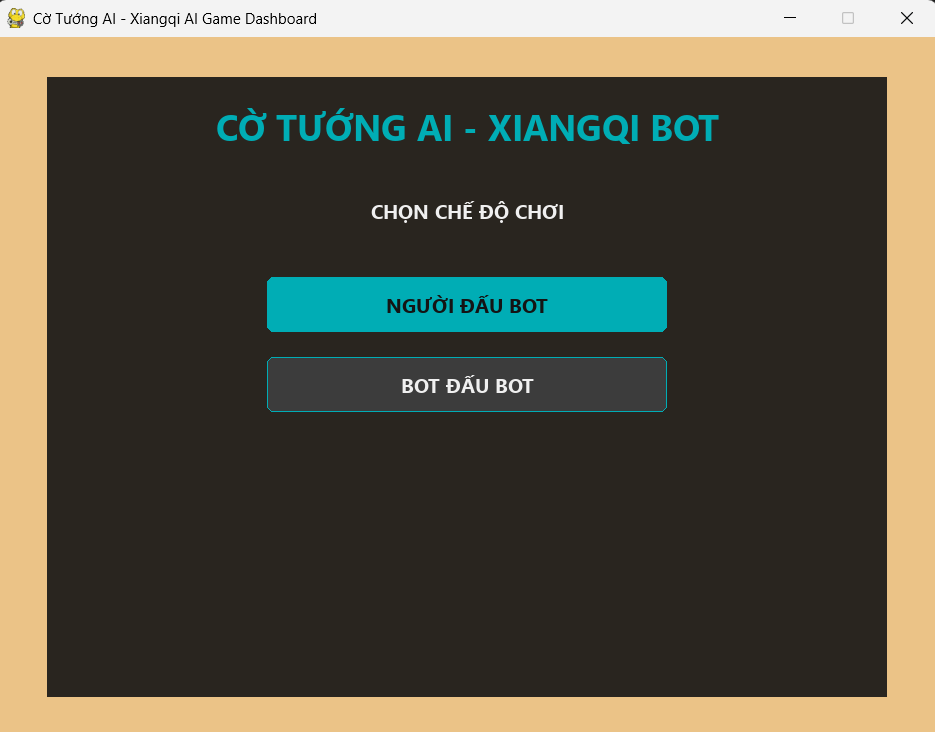 Cờ Tướng AI - Xiangqi AI Game Dashboard
CỜ TƯỚNG AI - XIANGQI BOT
CHỌN CHẾ ĐỘ CHƠI
NGƯỜI ĐẤU BOT
BOT ĐẤU BOT